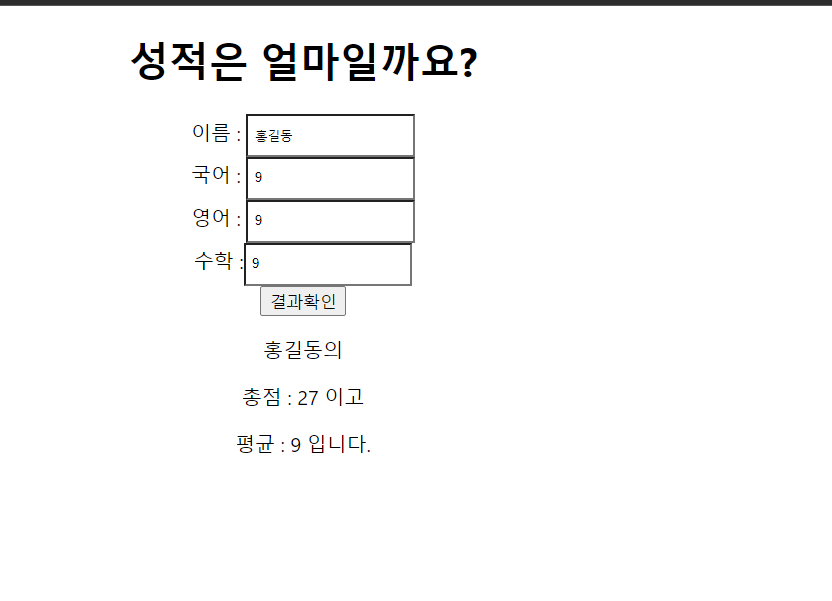 성적은 얼마일까요?
이름 : 홍길동
국어 : 9
영어 : 9
수학 : 9
결과확인
홍길동의
총점 : 27 이고
평균 : 9 입니다.